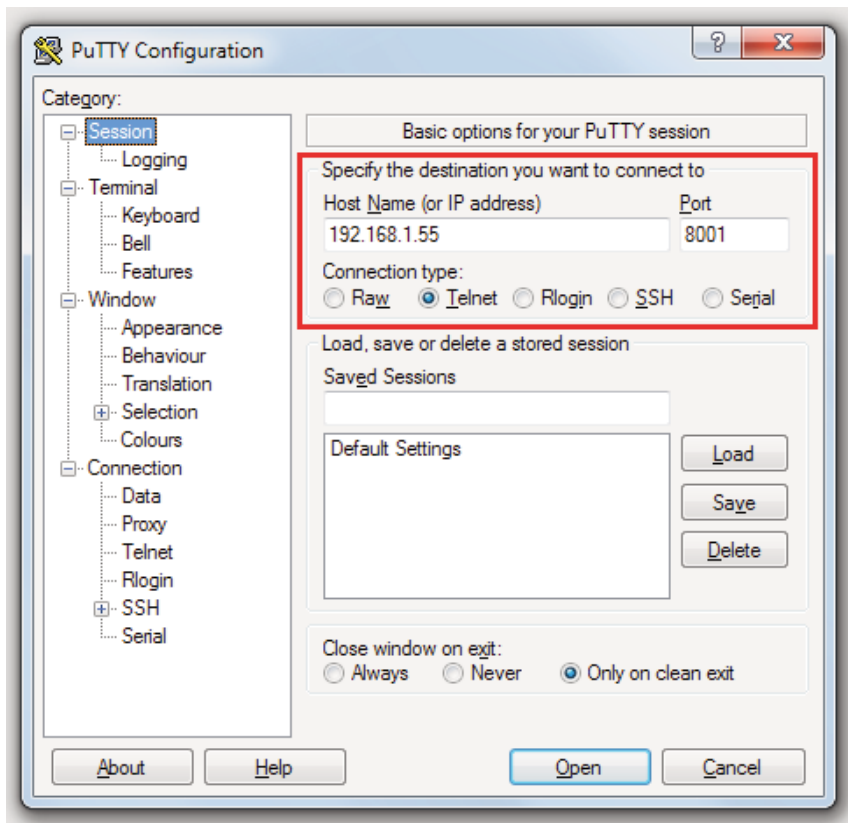 PuTTY Configuration
Category:
Session
Logging
Terminal
Keyboard
Bell
Features
Window
Appearance
Behaviour
Translation
Selection
Colours
Connection
Data
Proxy
Telnet
Rlogin
SSH
Serial
Basic options for your PuTTY session
Specify the destination you want to connect to
Host Name (or IP address) Port
192.168.1.55 8001
Connection type:
Raw Telnet Rlogin SSH Serial
Load, save or delete a stored session
Saved Sessions
Default Settings
Load
Save
Delete
Close window on exit:
Always Never Only on clean exit
About Help Open Cancel